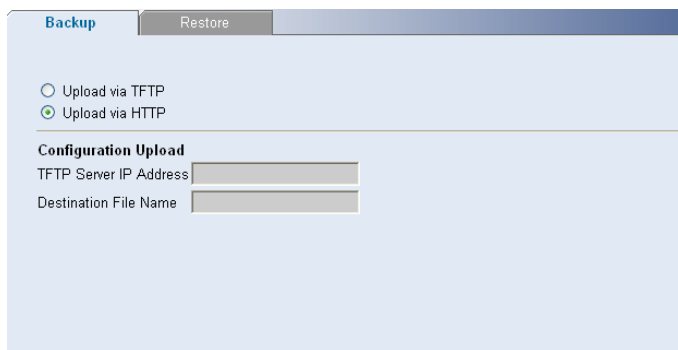 Backup
Restore
Upload via TFTP
Upload via HTTP
Configuration Upload
TFTP Server IP Address
Destination File Name